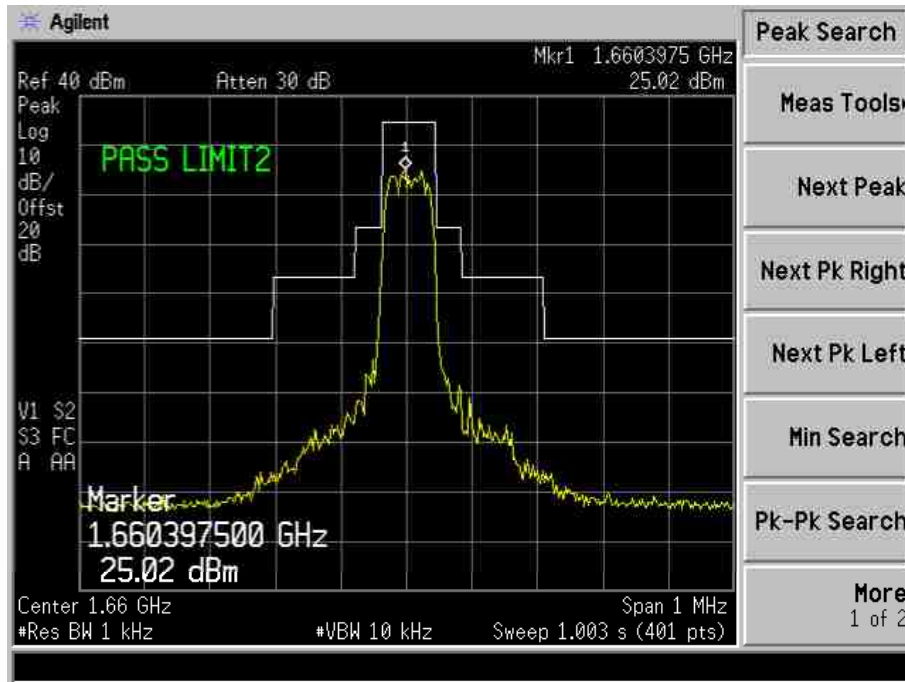 Agilent
Peak Search
Mkr1 1.6603975 GHz
Ref 40 dBm Atten 30 dB 25.02 dBm
Peak
Log
10
dB/
Offst
20
dB
PASS LIMIT2
1
V1 S2
S3 FC
A AA
Marker
1.660397500 GHz
25.02 dBm
Center 1.66 GHz Span 1 MHz
#Res BW 1 kHz #VBW 10 kHz Sweep 1.003 s (401 pts)
Meas Tools
Next Peak
Next Pk Right
Next Pk Left
Min Search
Pk-Pk Search
More
1 of 2